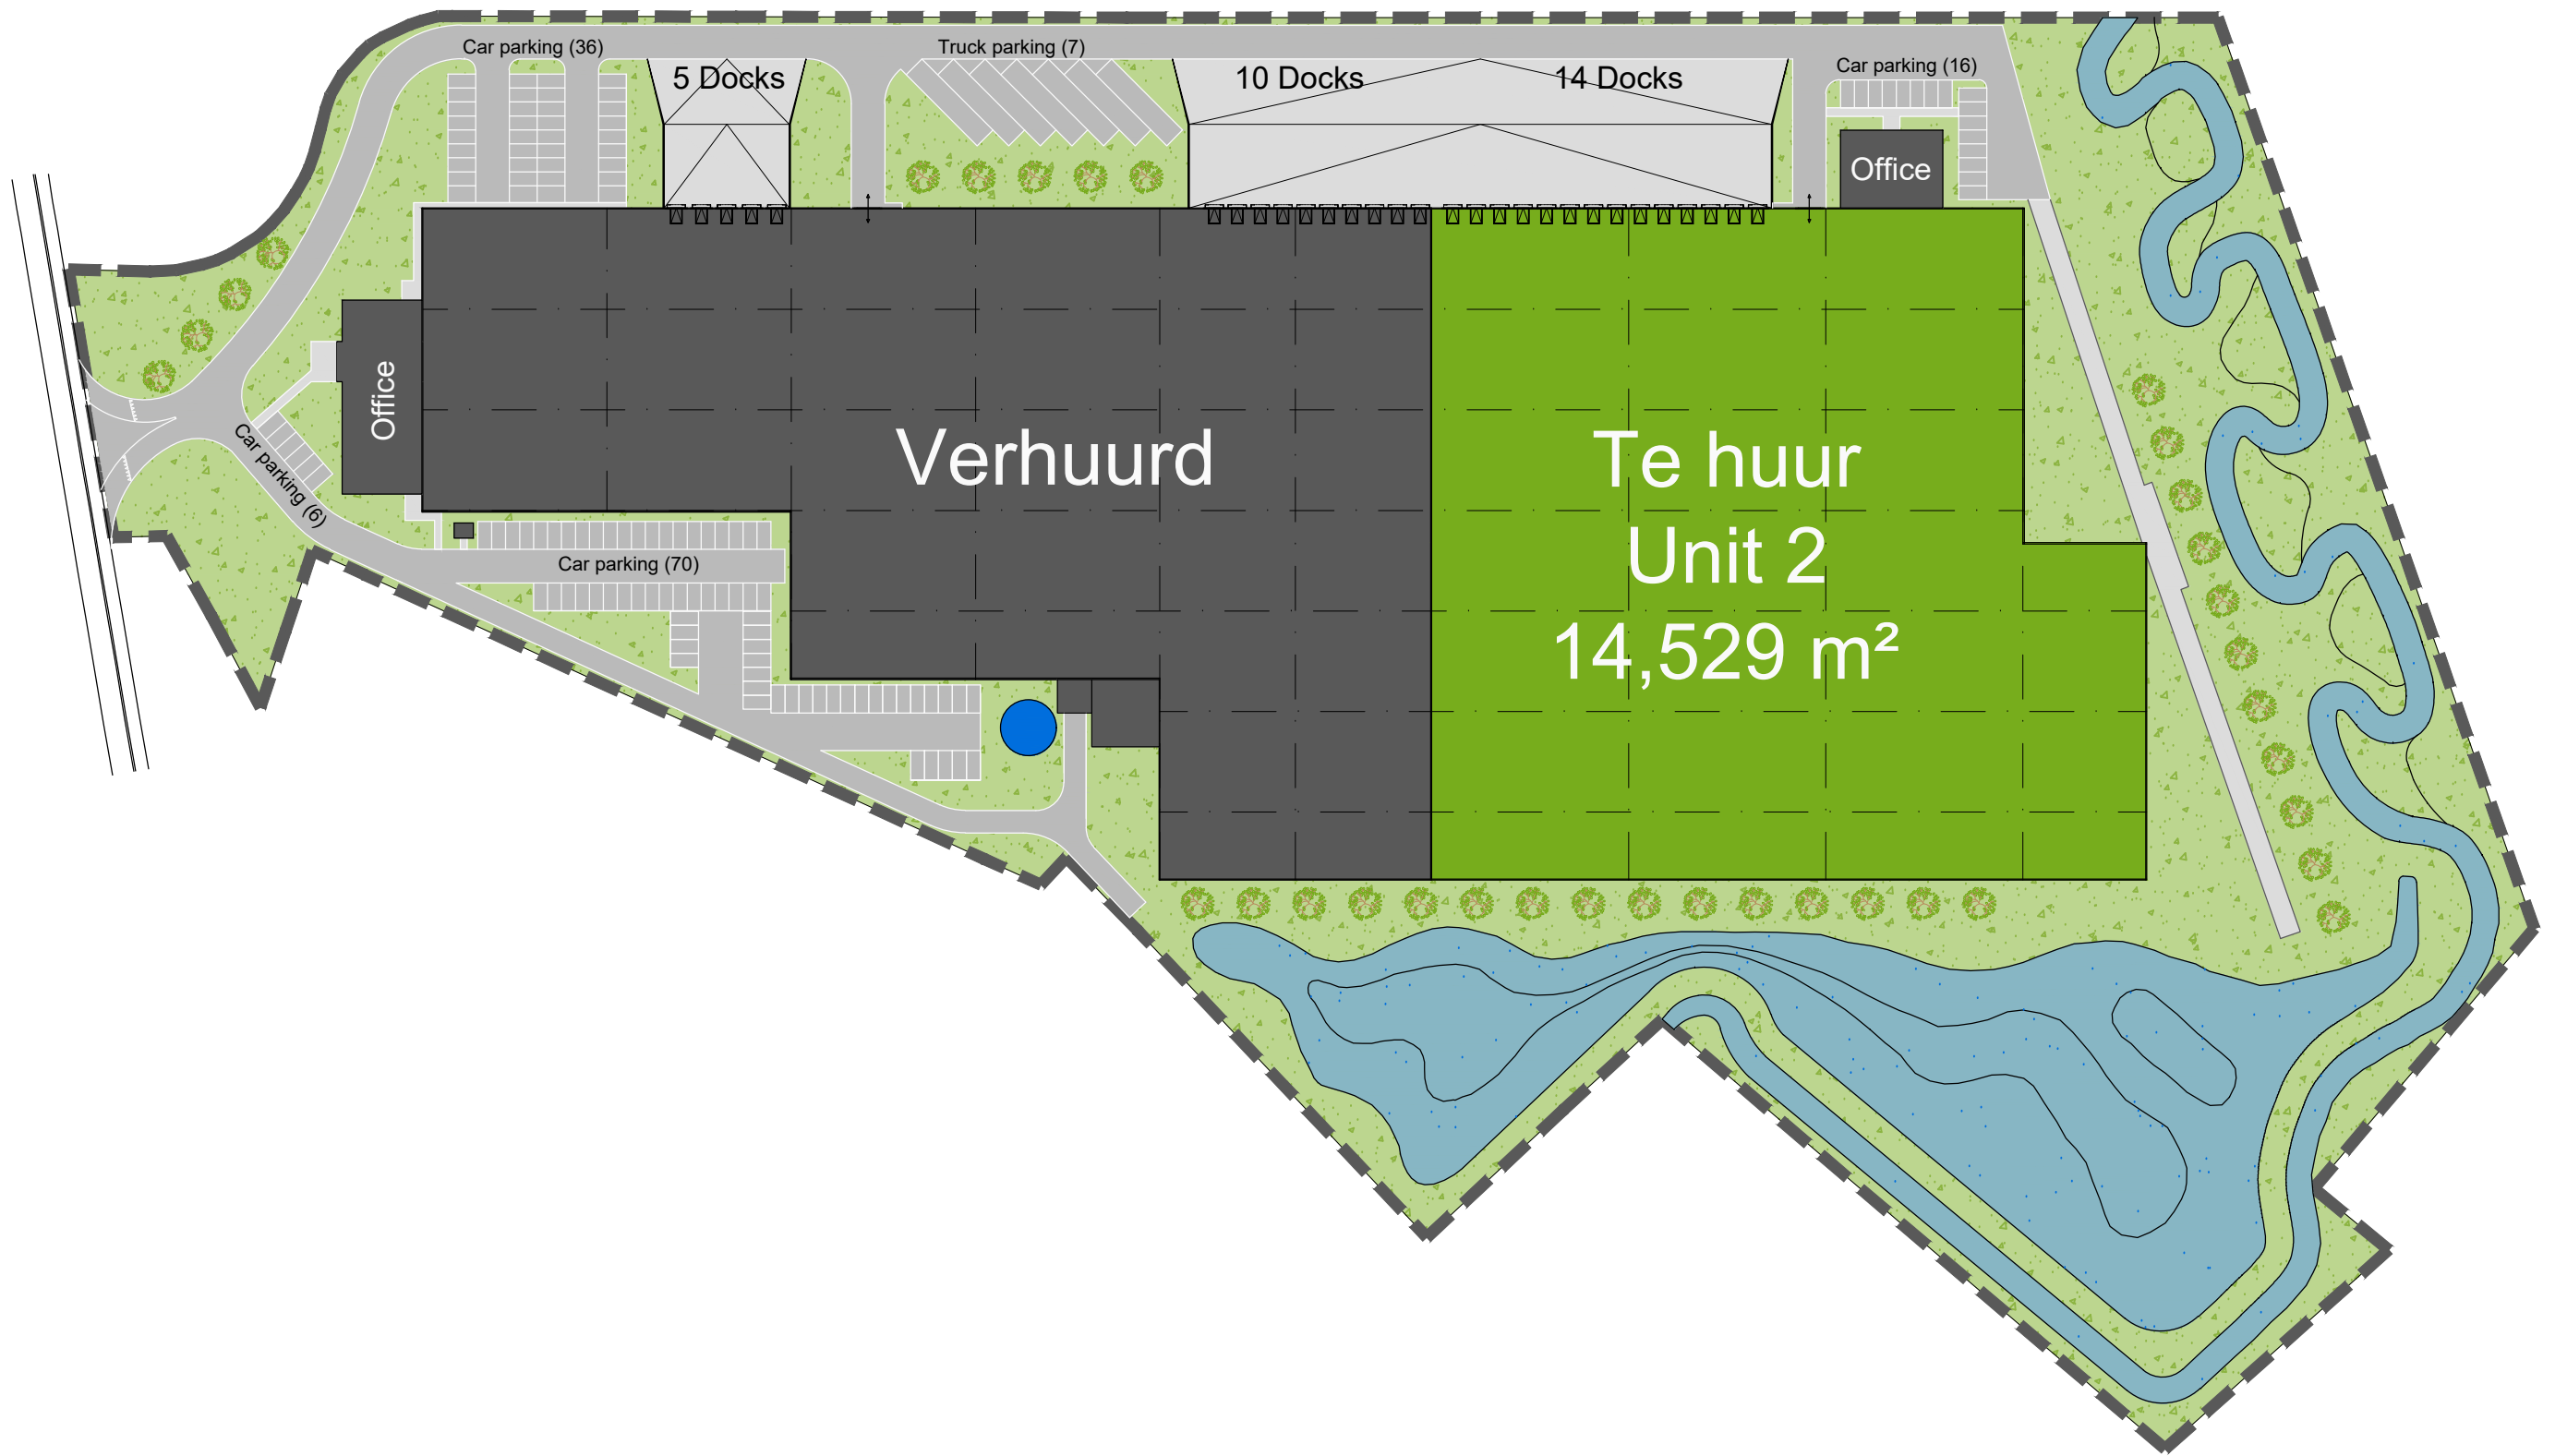 Car parking (36)
Truck parking (7)
5 Docks
10 Docks
14 Docks
Car parking (16)
Office
Office
Car parking (6)
Verhuurd
Te huur
Unit 2
14,529 m²
Car parking (70)